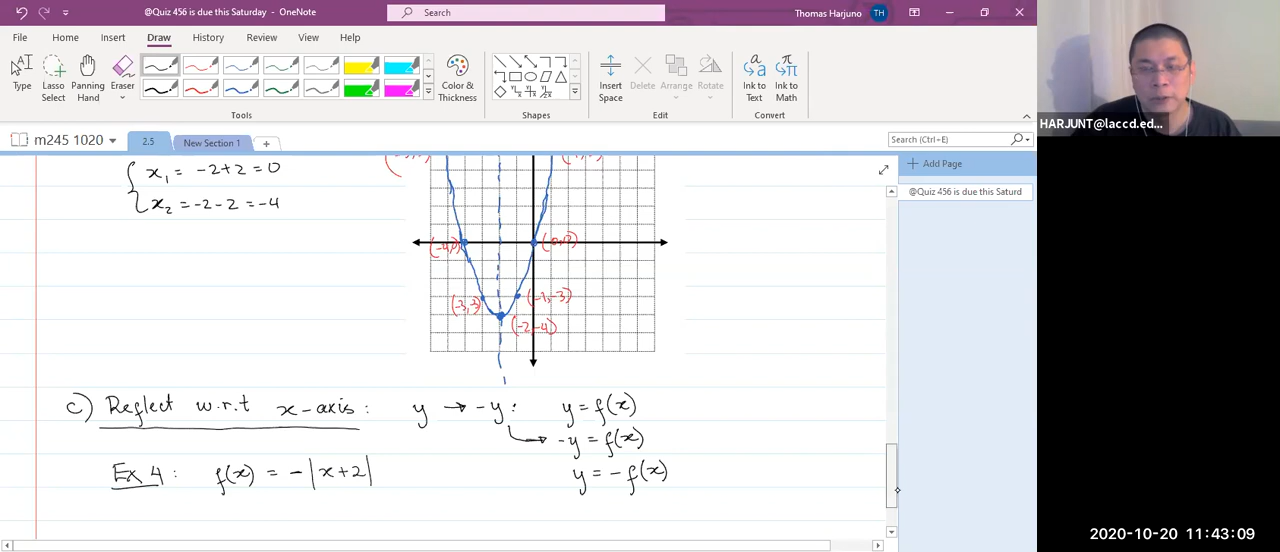 @Quiz 456 is due this Saturday - OneNote
Search
Thomas Harjuno
TH
File Home Insert Draw History Review View Help
Type
Lasso Select
Panning Hand
Eraser
Color & Thickness
Insert Space
Delete
Arrange
Rotate
Ink to Text
Ink to Math
Tools
Shapes
Edit
Convert
m245 1020
2.5
New Section 1
Search (Ctrl+E)
Add Page
@Quiz 456 is due this Saturd
HARJUNT@laccd.ed...
x₁ = -2+2 = 0
x₂ = -2-2 = -4
(-4,0)
(0,0)
(-3,-3)
(-1,-3)
(-2,-4)
c) Reflect w.r.t x-axis: y → -y: y = f(x)
-y = f(x)
Ex 4: f(x) = -|x+2| y = -f(x)
2020-10-20 11:43:09